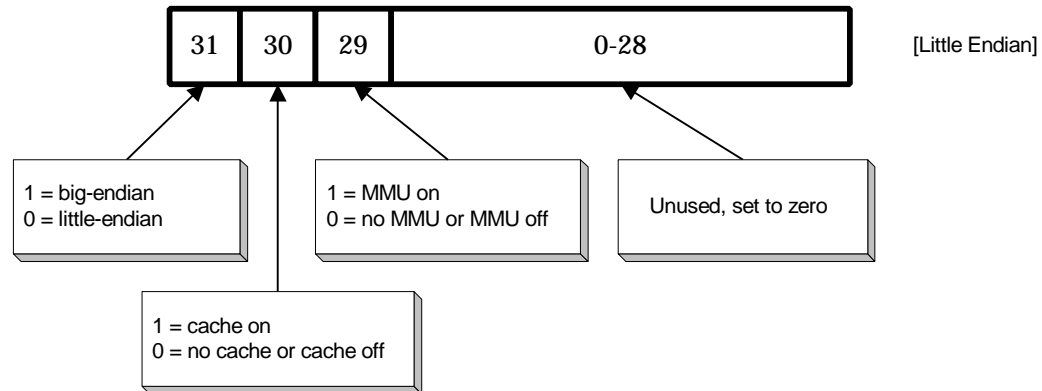 31 30 29 0-28 [Little Endian]
1 = big-endian
0 = little-endian
1 = MMU on
0 = no MMU or MMU off
Unused, set to zero
1 = cache on
0 = no cache or cache off